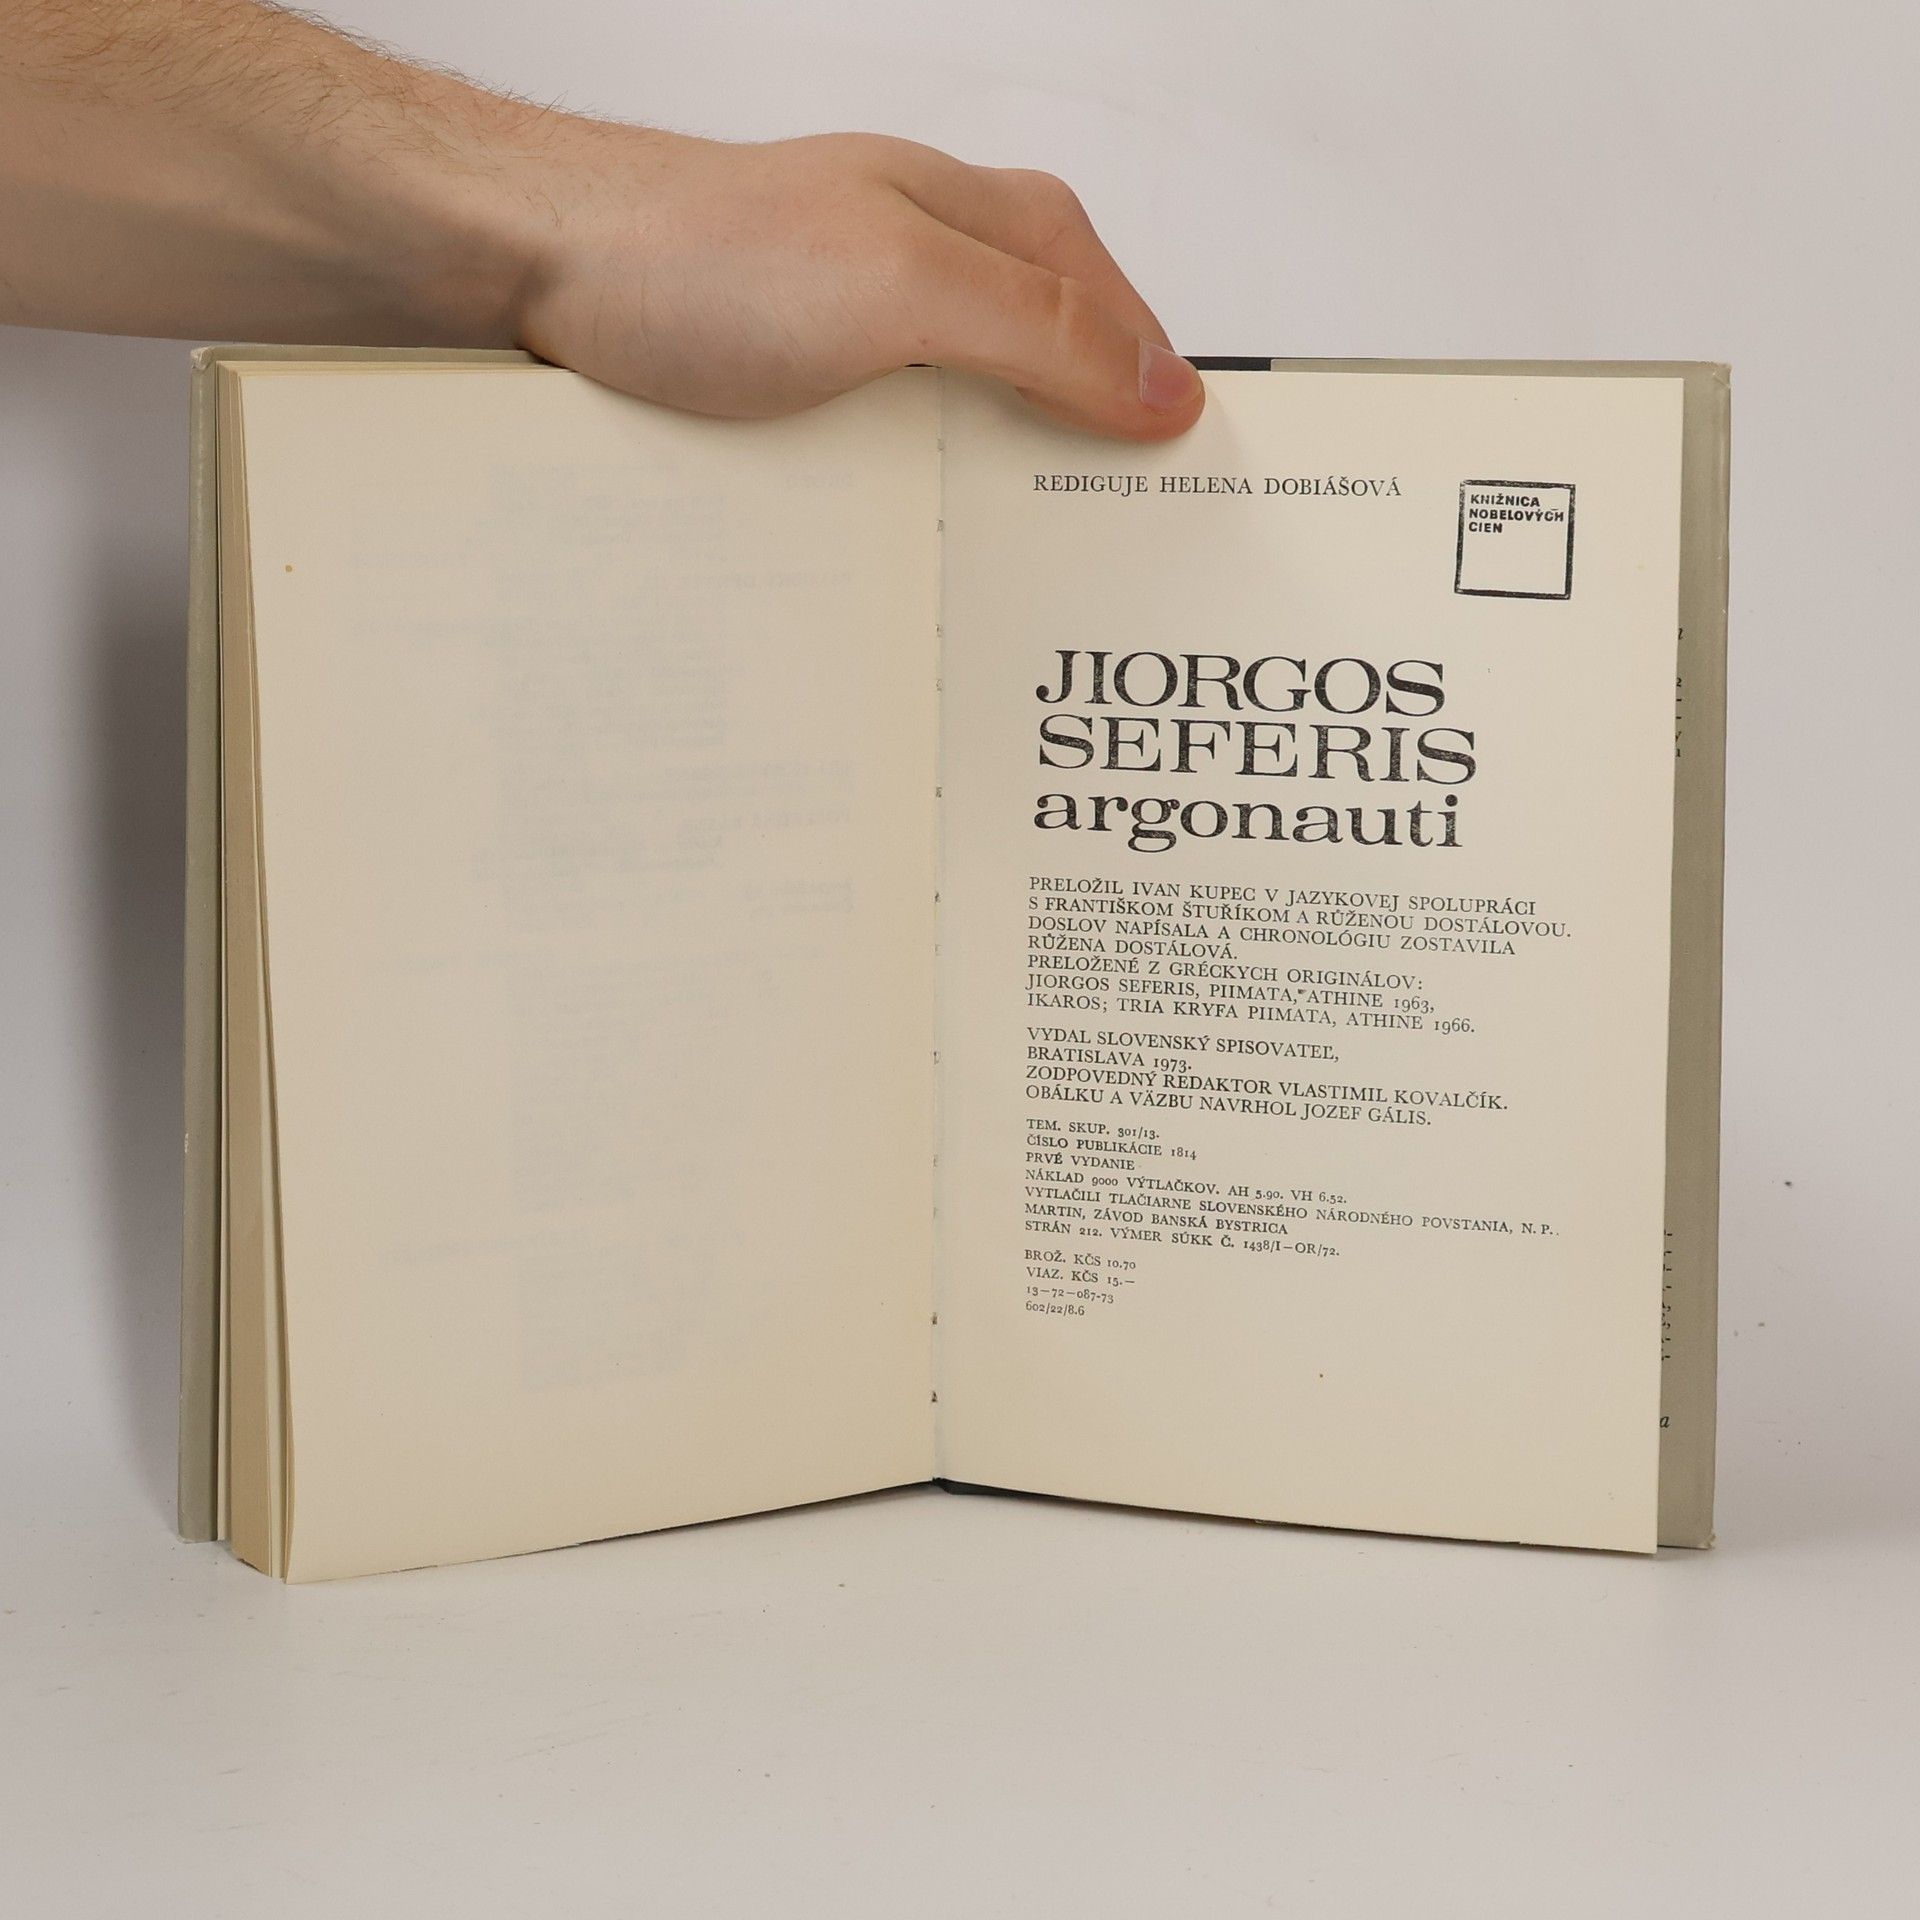 REDIGUJE HELENA DOBIÁŠOVÁ
KNIŽNICA
NOBELOVÝCH
CIEN
JIORGOS
SEFERIS
argonauti
PRELOŽIL IVAN KUPEC V JAZYKOVEJ SPOLUPRÁCI
S FRANTIŠKOM ŠTUŘÍKOM A RŮŽENOU DOSTÁLOVOU.
DOSLOV NAPÍSALA A CHRONOLÓGIU ZOSTAVILA
RŮŽENA DOSTÁLOVÁ.
PRELOŽENÉ Z GRÉCKYCH ORIGINÁLOV:
JIORGOS SEFERIS, PIIMATA, ATHINE 1963,
IKAROS; TRIA KRYFA PIIMATA, ATHINE 1966.
VYDAL SLOVENSKÝ SPISOVATEĽ,
BRATISLAVA 1973.
ZODPOVEDNÝ REDAKTOR VLASTIMIL KOVALČÍK.
OBÁLKU A VÄZBU NAVRHOL JOZEF GÁLIS.
TEM. SKUP. 301/13.
ČÍSLO PUBLIKÁCIE 1814
PRVÉ VYDANIE
NÁKLAD 9000 VÝTLAČKOV. AH 5.90. VH 6.52.
VYTLAČILI TLAČIARNE SLOVENSKÉHO NÁRODNÉHO POVSTANIA, N. P..
MARTIN, ZÁVOD BANSKÁ BYSTRICA
STRÁN 212. VÝMER SÚKK Č. 1438/I—OR/72.
BROŽ. KČS 10.70
VIAZ. KČS 15.—
13—72—087-73
602/22/8.6